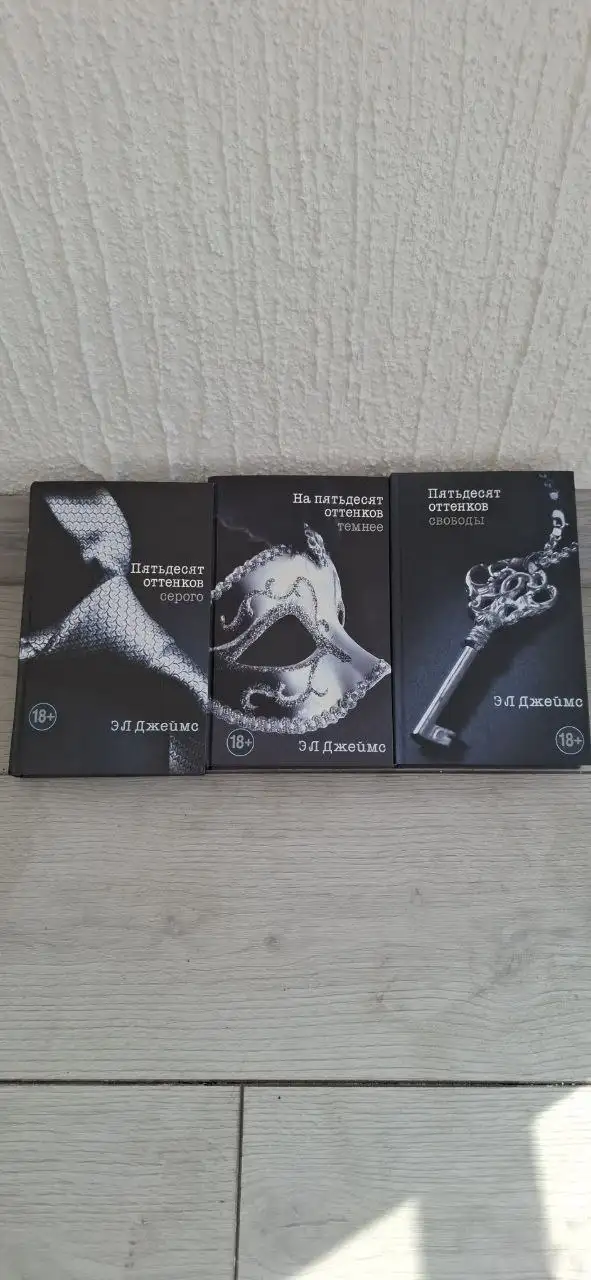 Пятьдесят
оттенков
серого
18+
ЭЛ Джеймс
На пятьдесят
оттенков
темнее
18+
ЭЛ Джеймс
Пятьдесят
оттенков
свободы
ЭЛ Джеймс
18+